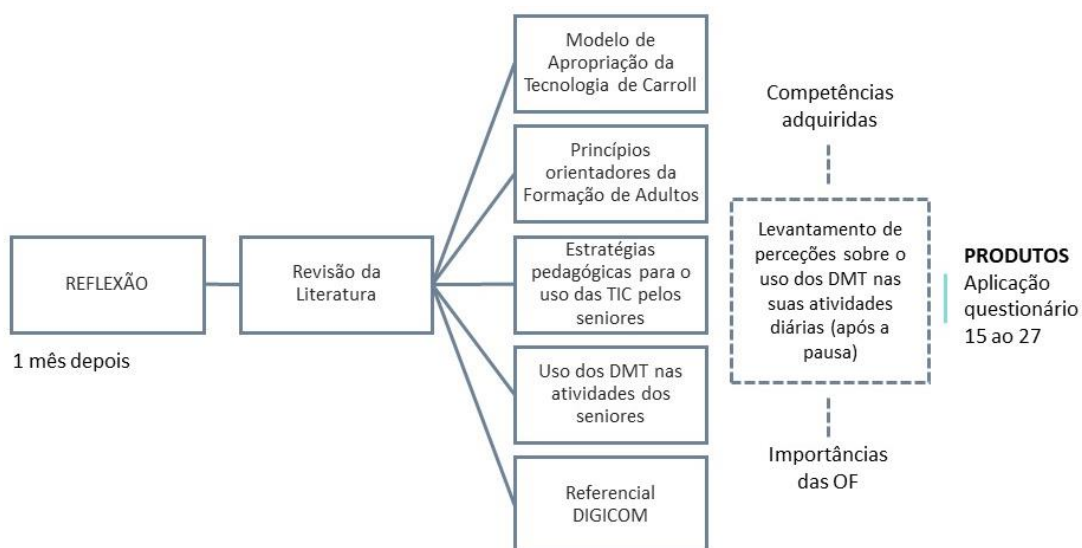 REFLEXÃO
1 mês depois
Revisão da
Literatura
Modelo de
Apropriação da
Tecnologia de Carroll
Princípios
orientadores da
Formação de Adultos
Estratégias
pedagógicas para o
uso das TIC pelos
seniores
Uso dos DMT nas
atividades dos
seniores
Referencial
DIGICOM
Competências
adquiridas
Levantamento de
perceções sobre o
uso dos DMT nas
suas atividades
diárias (após a
pausa)
Importâncias
das OF
PRODUTOS
Aplicação
questionário
15 ao 27